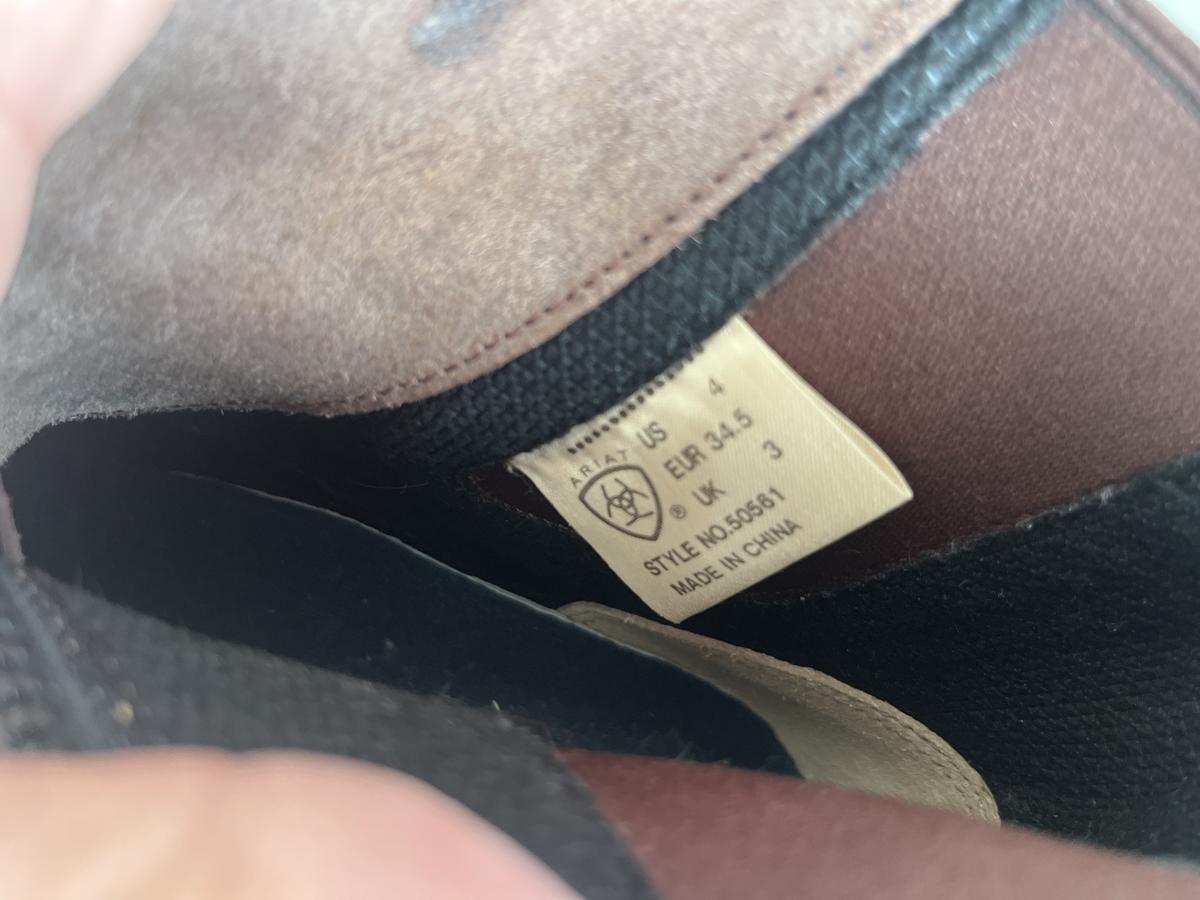 ARIAT
®
US 4
EUR 34.5
UK 3
STYLE NO.50561
MADE IN CHINA